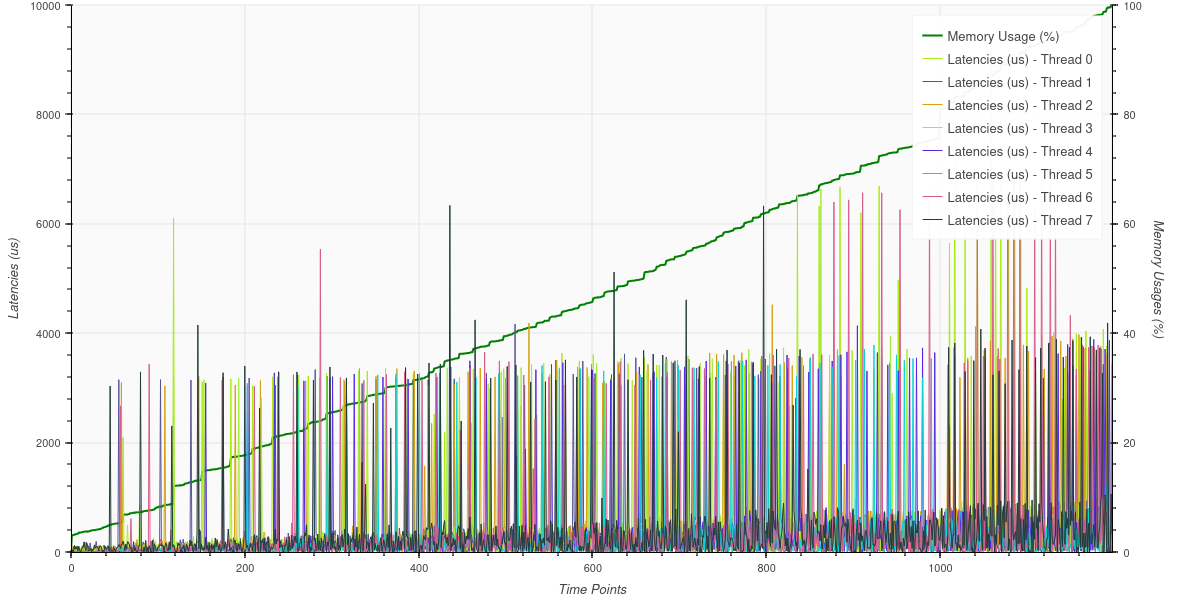 10000
8000
6000
4000
2000
0
Latencies (us)
0
200
400
600
800
1000
Time Points
100
80
60
40
20
0
Memory Usages (%)
Memory Usage (%)
Latencies (us) - Thread 0
Latencies (us) - Thread 1
Latencies (us) - Thread 2
Latencies (us) - Thread 3
Latencies (us) - Thread 4
Latencies (us) - Thread 5
Latencies (us) - Thread 6
Latencies (us) - Thread 7